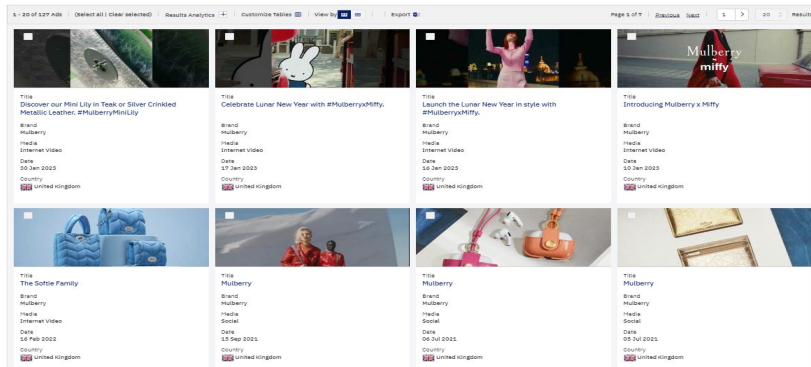 1 - 20 of 127 Ads (Select all | Clear selected) Results Analytics + Customize Tables View by Export Page 1 of 7 Previous Next 1 > 20 Results
Mulberry
miffy
Title
Discover our Mini Lily in Teak or Silver Crinkled
Metallic Leather. #MulberryMiniLily
Brand
Mulberry
Media
Internet Video
Date
30 Jan 2023
Country
United Kingdom
Title
Celebrate Lunar New Year with #MulberryxMiffy.
Brand
Mulberry
Media
Internet Video
Date
17 Jan 2023
Country
United Kingdom
Title
Launch the Lunar New Year in style with
#MulberryxMiffy.
Brand
Mulberry
Media
Internet Video
Date
16 Jan 2023
Country
United Kingdom
Title
Introducing Mulberry x Miffy
Brand
Mulberry
Media
Internet Video
Date
10 Jan 2023
Country
United Kingdom
Title
The Softie Family
Brand
Mulberry
Media
Internet Video
Date
16 Feb 2022
Country
United Kingdom
Title
Mulberry
Brand
Mulberry
Media
Social
Date
15 Sep 2021
Country
United Kingdom
Title
Mulberry
Brand
Mulberry
Media
Social
Date
06 Jul 2021
Country
United Kingdom
Title
Mulberry
Brand
Mulberry
Media
Social
Date
05 Jul 2021
Country
United Kingdom